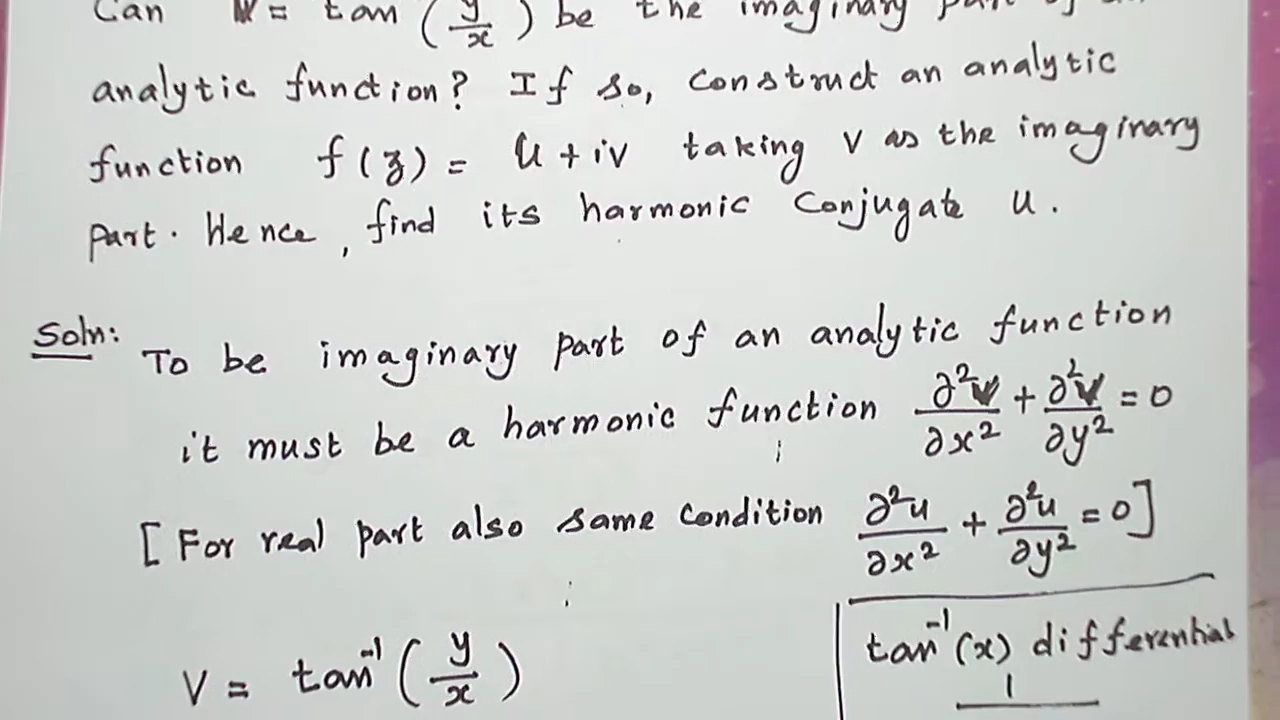 Can V = tan (y/x) be the imaginary
analytic function? If so, construct an analytic
function f(z) = u + iv taking v as the imaginary
part. Hence, find its harmonic conjugate u.
Soln: To be imaginary part of an analytic function
it must be a harmonic function ∂²v/∂x² + ∂²v/∂y² = 0
[For real part also same condition ∂²u/∂x² + ∂²u/∂y² = 0]
tan⁻¹(x) differential
1
V = tan⁻¹ (y/x)